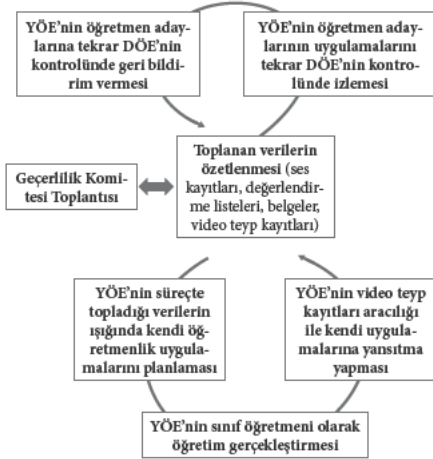 YÖE'nin öğretmen aday-
larına tekrar DÖE'nin
kontrolünde geri bildi-
rim vermesi
YÖE'nin öğretmen aday-
larının uygulamalarını
tekrar DÖE'nin kontro-
lünde izlemesi
Toplanan verilerin
özetlenmesi (ses
kayıtları, değerlendir-
me listeleri, belgeler,
video teyp kayıtları)
Geçerlilik Komi-
tesi Toplantısı
YÖE'nin süreçte
topladığı verilerin
ışığında kendi öğ-
retmenlik uygula-
malarını planlaması
YÖE'nin video teyp
kayıtları aracılığı
ile kendi uygula-
malarına yansıtma
yapması
YÖE'nin sınıf öğretmeni olarak
öğretim gerçekleştirmesi